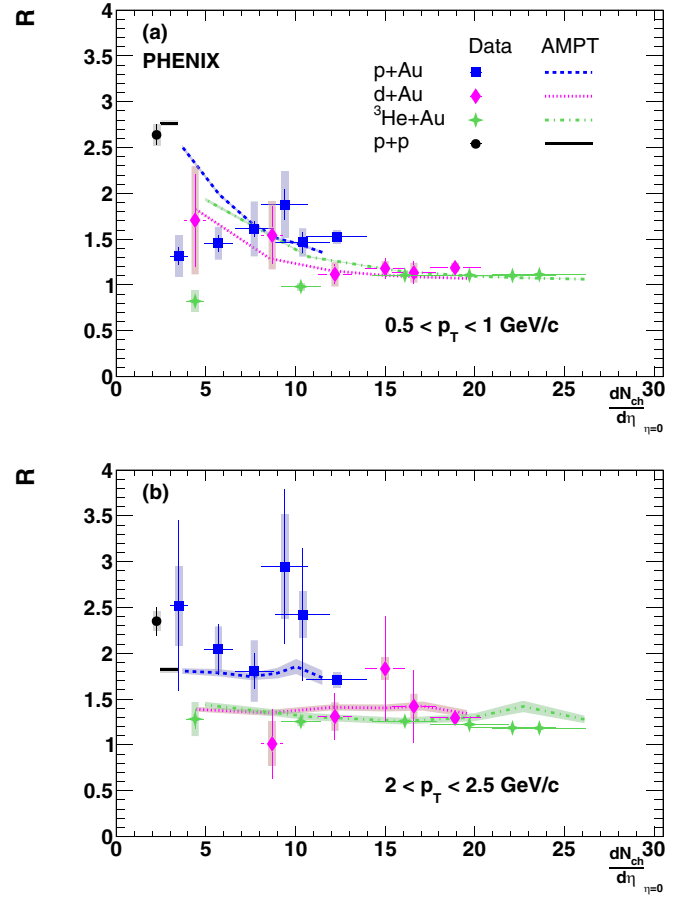 R
4
(a)
Data AMPT
PHENIX
p+Au
3.5
d+Au
3
³He+Au
p+p
2.5
2
1.5
1
0.5
0.5 < p_T < 1 GeV/c
0
0 5 10 15 20 25 30
dN_ch
dη η=0
R
4
(b)
3.5
3
2.5
2
1.5
1
2 < p_T < 2.5 GeV/c
0.5
0
0 5 10 15 20 25 30
dN_ch
dη η=0